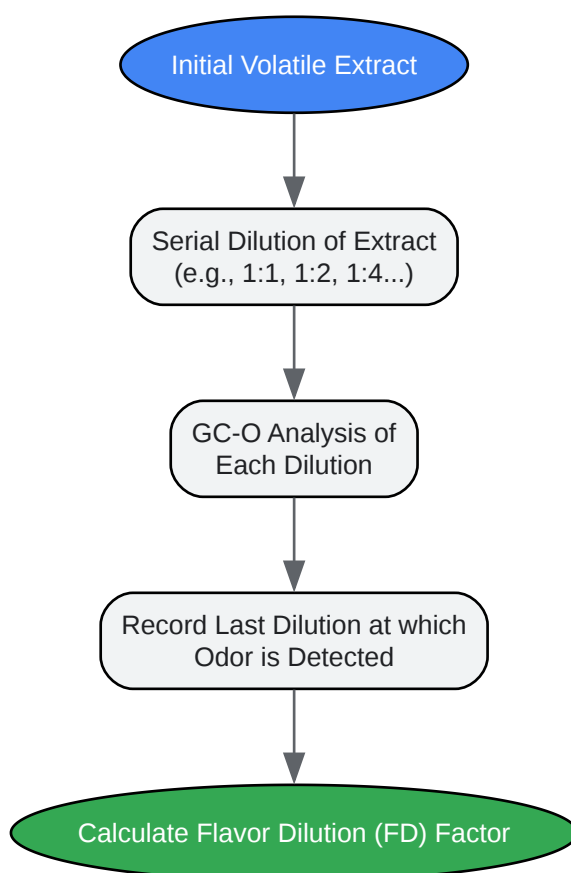 Initial Volatile Extract
Serial Dilution of Extract
(e.g., 1:1, 1:2, 1:4...)
GC-O Analysis of
Each Dilution
Record Last Dilution at which
Odor is Detected
Calculate Flavor Dilution (FD) Factor